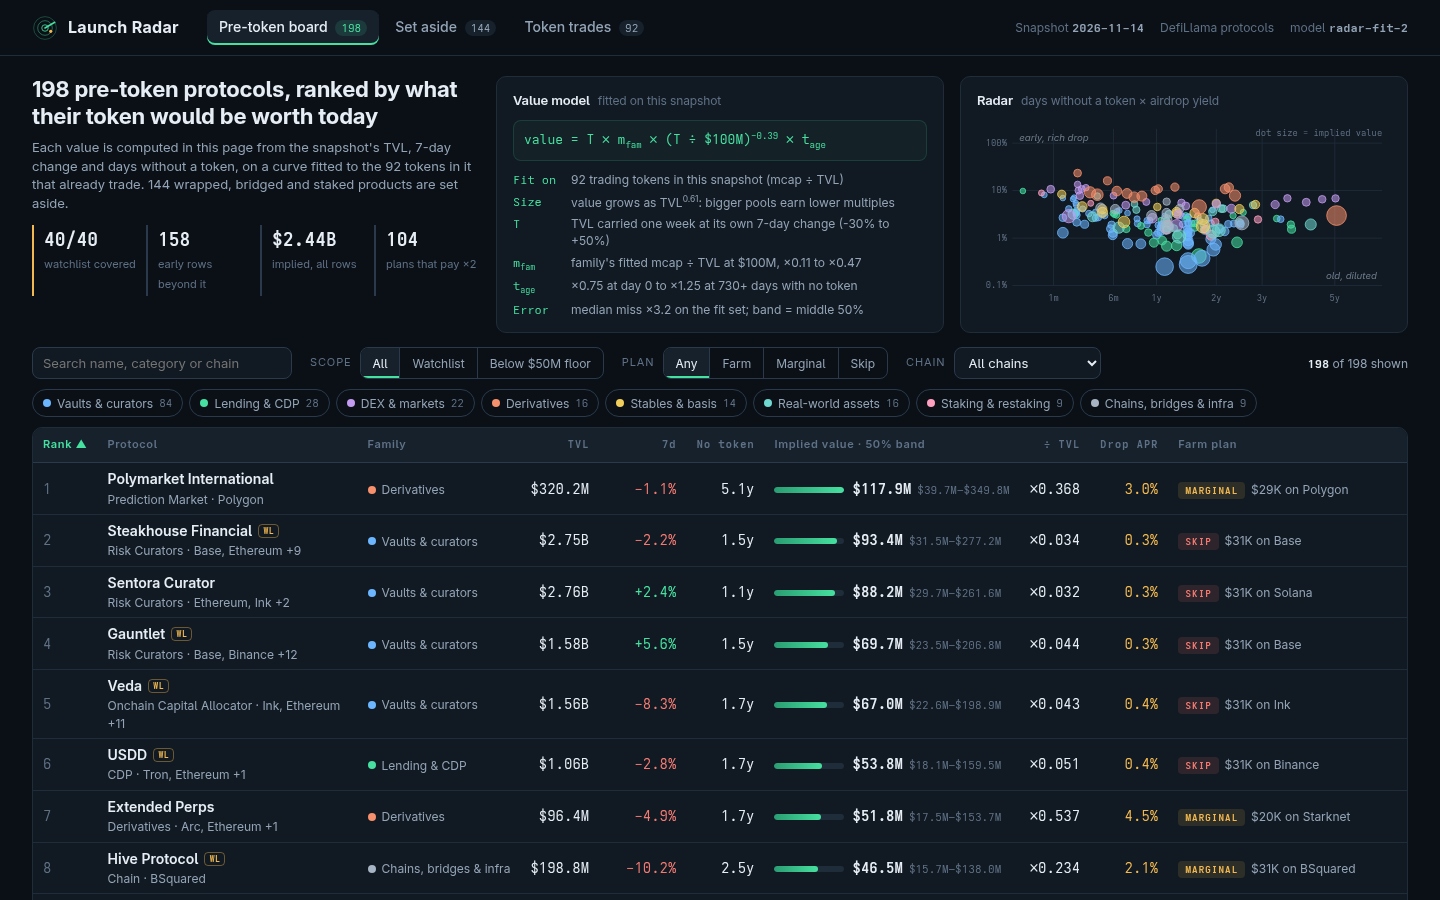 Launch Radar
Pre-token board 198
Set aside 144
Token trades 92
Snapshot 2026-11-14 DefiLlama protocols model radar-fit-2
198 pre-token protocols, ranked by what
their token would be worth today
Each value is computed in this page from the snapshot's TVL, 7-day
change and days without a token, on a curve fitted to the 92 tokens in it
that already trade. 144 wrapped, bridged and staked products are set
aside.
40/40
watchlist covered
158
early rows
beyond it
$2.44B
implied, all rows
104
plans that pay ×2
Value model fitted on this snapshot
value = T × mfam × (T ÷ $100M)−0.39 × tage
Fit on 92 trading tokens in this snapshot (mcap ÷ TVL)
Size value grows as TVL0.61: bigger pools earn lower multiples
T TVL carried one week at its own 7-day change (-30% to
+50%)
mfam family's fitted mcap ÷ TVL at $100M, ×0.11 to ×0.47
tage ×0.75 at day 0 to ×1.25 at 730+ days with no token
Error median miss ×3.2 on the fit set; band = middle 50%
Radar days without a token × airdrop yield
early, rich drop
dot size = implied value
100%
10%
1%
0.1%
old, diluted
1m 6m 1y 2y 3y 5y
Search name, category or chain
SCOPE All Watchlist Below $50M floor
PLAN Any Farm Marginal Skip
CHAIN All chains
198 of 198 shown
Vaults & curators 84
Lending & CDP 28
DEX & markets 22
Derivatives 16
Stables & basis 14
Real-world assets 16
Staking & restaking 9
Chains, bridges & infra 9
Rank ▲ Protocol Family TVL 7d No token Implied value · 50% band ÷ TVL Drop APR Farm plan
1 Polymarket International Derivatives $320.2M −1.1% 5.1y $117.9M $39.7M–$349.8M ×0.368 3.0% MARGINAL $29K on Polygon
Prediction Market · Polygon
2 Steakhouse Financial WL Vaults & curators $2.75B −2.2% 1.5y $93.4M $31.5M–$277.2M ×0.034 0.3% SKIP $31K on Base
Risk Curators · Base, Ethereum +9
3 Sentora Curator Vaults & curators $2.76B +2.4% 1.1y $88.2M $29.7M–$261.6M ×0.032 0.3% SKIP $31K on Solana
Risk Curators · Ethereum, Ink +2
4 Gauntlet WL Vaults & curators $1.58B +5.6% 1.5y $69.7M $23.5M–$206.8M ×0.044 0.3% SKIP $31K on Base
Risk Curators · Base, Binance +12
5 Veda WL Vaults & curators $1.56B −8.3% 1.7y $67.0M $22.6M–$198.9M ×0.043 0.4% SKIP $31K on Ink
Onchain Capital Allocator · Ink, Ethereum
+11
6 USDD WL Lending & CDP $1.06B −2.8% 1.7y $53.8M $18.1M–$159.5M ×0.051 0.4% SKIP $31K on Binance
CDP · Tron, Ethereum +1
7 Extended Perps Derivatives $96.4M −4.9% 1.7y $51.8M $17.5M–$153.7M ×0.537 4.5% MARGINAL $20K on Starknet
Derivatives · Arc, Ethereum +1
8 Hive Protocol WL Chains, bridges & infra $198.8M −10.2% 2.5y $46.5M $15.7M–$138.0M ×0.234 2.1% MARGINAL $31K on BSquared
Chain · BSquared